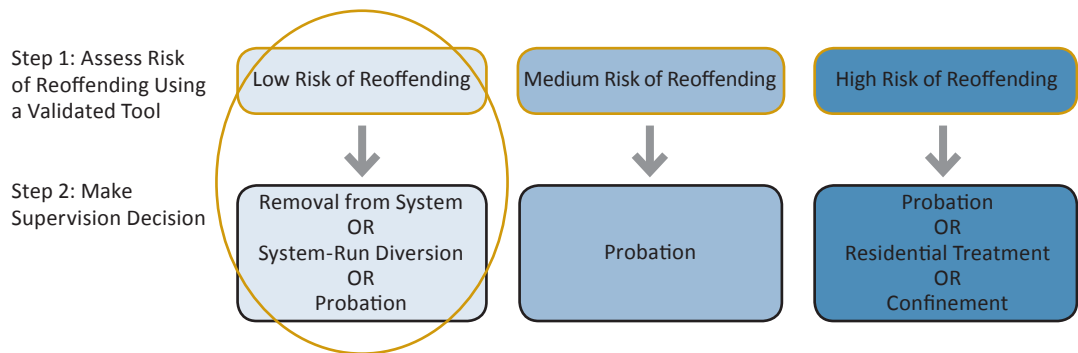 Step 1: Assess Risk
of Reoffending Using
a Validated Tool
Low Risk of Reoffending
Medium Risk of Reoffending
High Risk of Reoffending
Step 2: Make
Supervision Decision
Removal from System
OR
System-Run Diversion
OR
Probation
Probation
Probation
OR
Residential Treatment
OR
Confinement